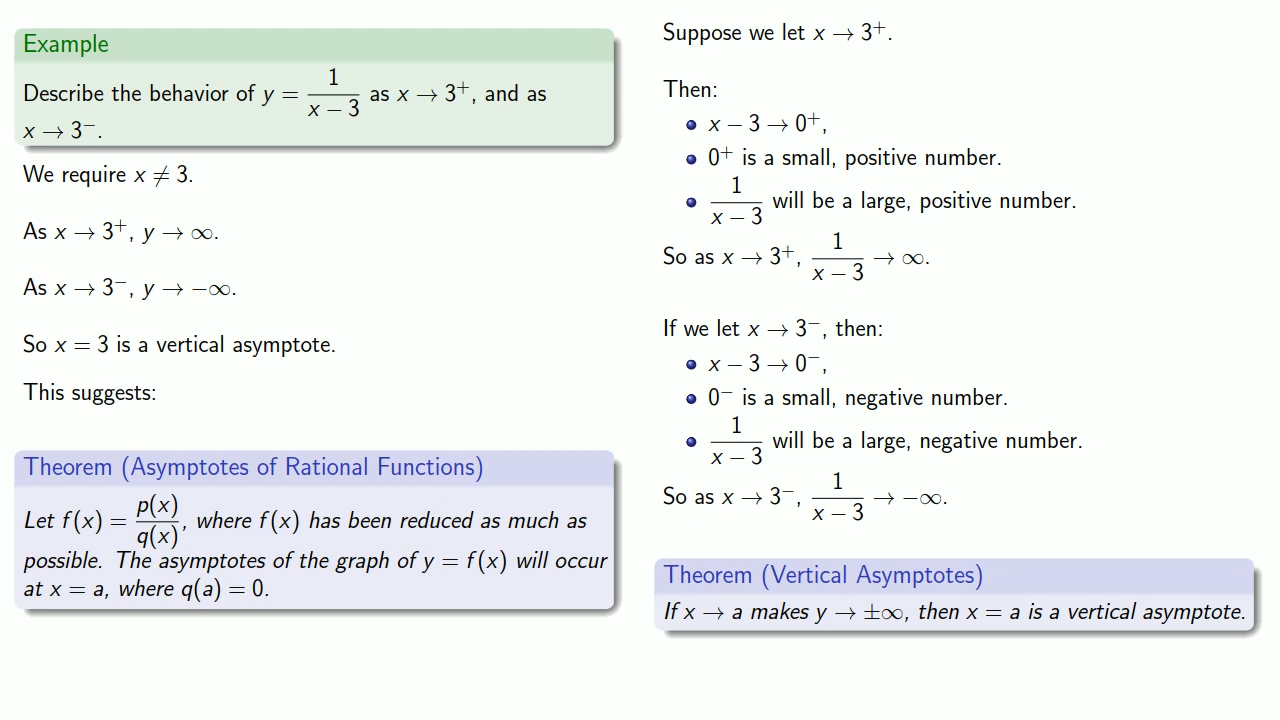 Example
Describe the behavior of y = 1/(x − 3) as x → 3⁺, and as
x → 3⁻.
We require x ≠ 3.
As x → 3⁺, y → ∞.
As x → 3⁻, y → −∞.
So x = 3 is a vertical asymptote.
This suggests:
Theorem (Asymptotes of Rational Functions)
Let f(x) = p(x)/q(x), where f(x) has been reduced as much as
possible. The asymptotes of the graph of y = f(x) will occur
at x = a, where q(a) = 0.
Suppose we let x → 3⁺.
Then:
• x − 3 → 0⁺,
• 0⁺ is a small, positive number.
• 1/(x − 3) will be a large, positive number.
So as x → 3⁺, 1/(x − 3) → ∞.
If we let x → 3⁻, then:
• x − 3 → 0⁻,
• 0⁻ is a small, negative number.
• 1/(x − 3) will be a large, negative number.
So as x → 3⁻, 1/(x − 3) → −∞.
Theorem (Vertical Asymptotes)
If x → a makes y → ±∞, then x = a is a vertical asymptote.